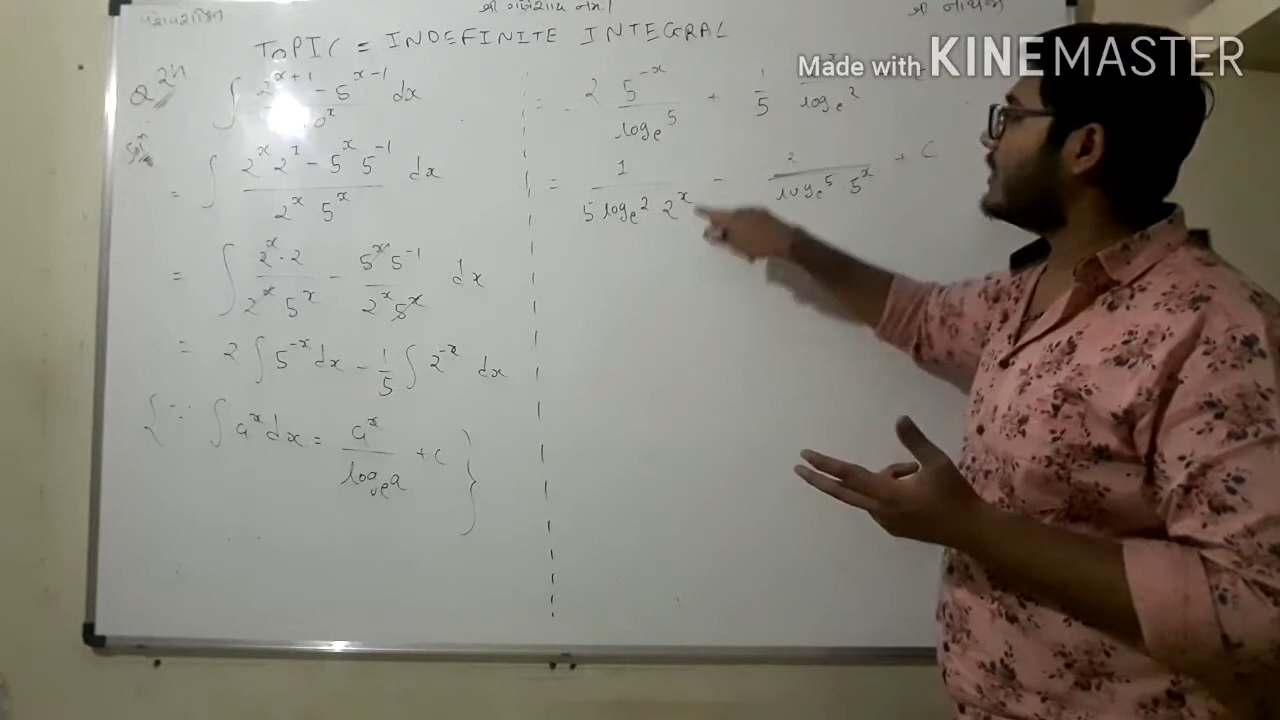 શ્રી ગણેશાય નમઃ
TOPIC = INDEFINITE INTEGRAL
Made with KINEMASTER
Q 24 ∫ 2^(x+1) - 5^(x-1) / 10^x dx
Solⁿ
= ∫ 2^x 2^1 - 5^x 5^-1 / 2^x 5^x dx
= ∫ 2^x · 2 / 2^x 5^x - 5^x 5^-1 / 2^x 5^x dx
= 2 ∫ 5^-x dx - 1/5 ∫ 2^-x dx
{ ∵ ∫ a^x dx = a^x / log_e a + C }
= - 2 5^-x / log_e 5 + 1/5 / log_e 2
= 1 / 5 log_e 2 · 2^x - 2 / log_e 5 · 5^x + C